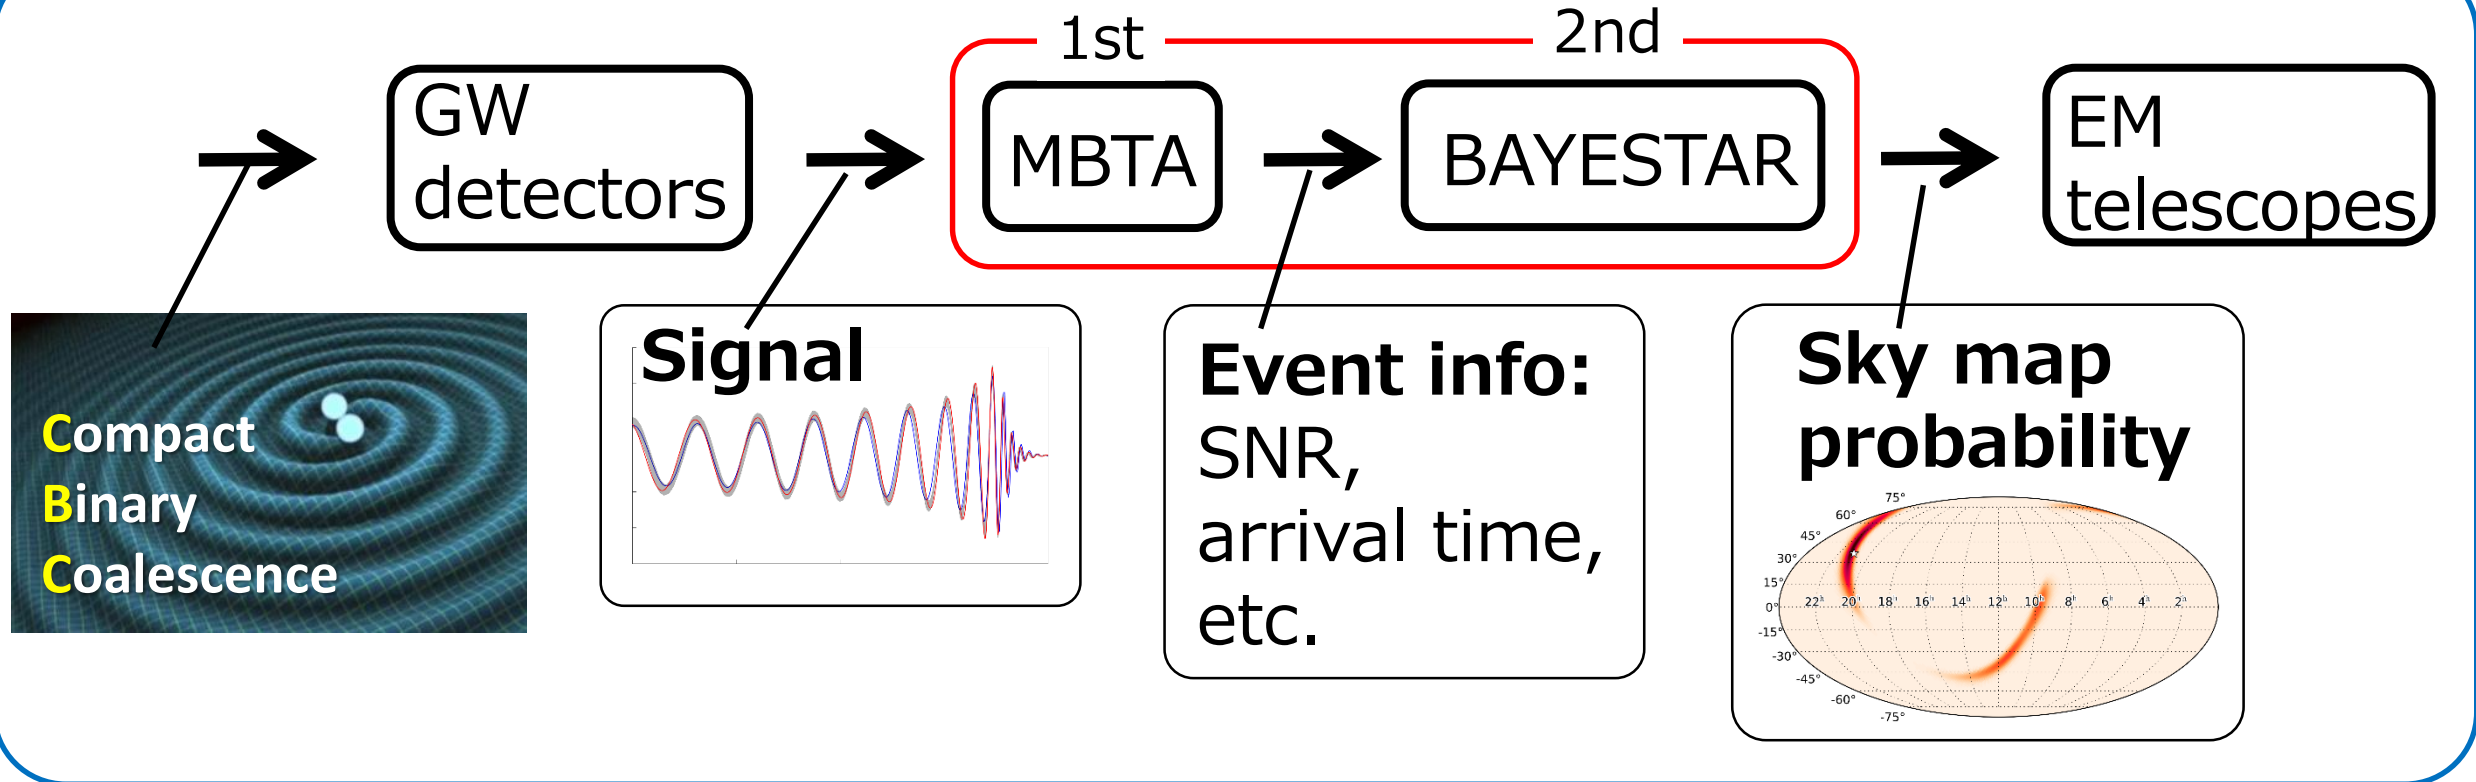 1st
2nd
GW
detectors
MBTA
BAYESTAR
EM
telescopes
Compact
Binary
Coalescence
Signal
Event info:
SNR,
arrival time,
etc.
Sky map
probability
75°
60°
45°
30°
15°
0°
-15°
-30°
-45°
-60°
-75°
22h 20h 18h 16h 14h 12h 10h 8h 6h 4h 2h